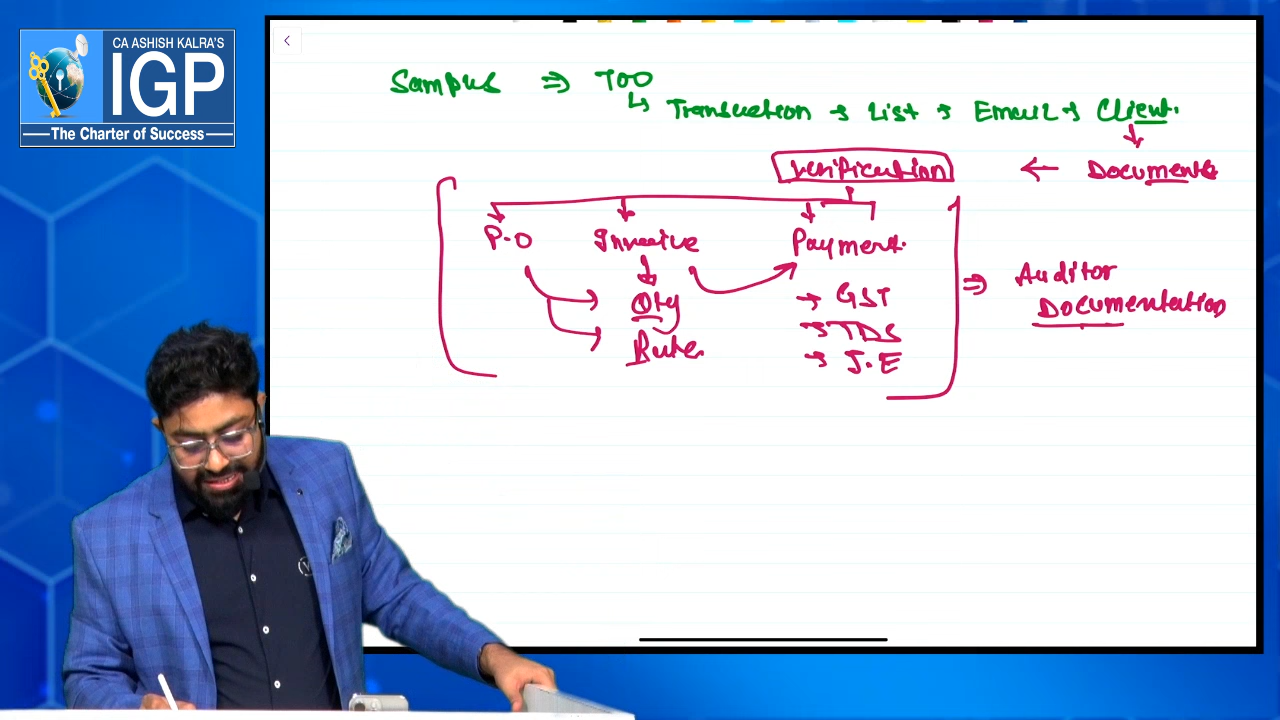 CA ASHISH KALRA'S
IGP
The Charter of Success
Samples ⇒ TOD
↳ Transaction → List → Email → Client.
↓
Verification ← Documents
P.O Invoice Payment.
Qty → GST
Rate → TDS
→ J.E
⇒ Auditor
Documentation